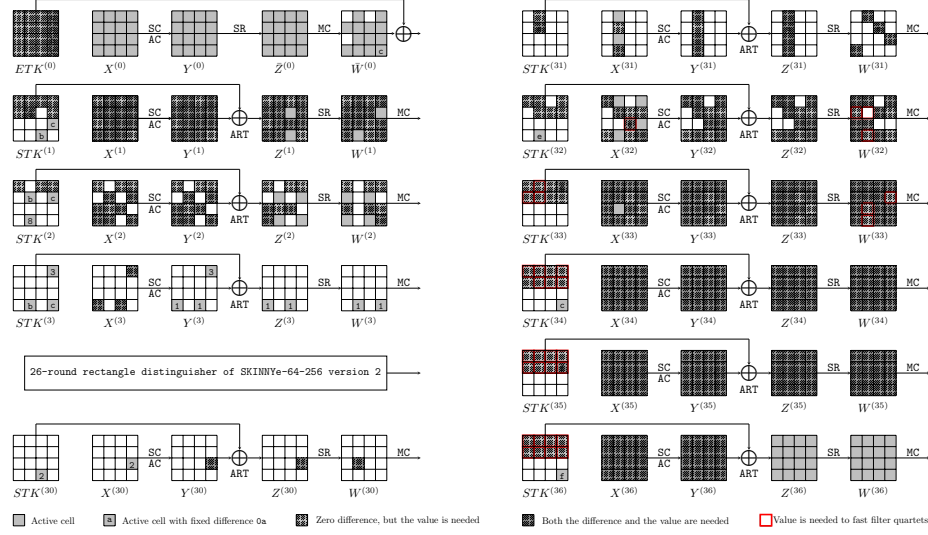 SC SR MC
AC c
ETK^(0) X^(0) Y^(0) Z̃^(0) W̃^(0)
c SC SR MC
b AC ART
STK^(1) X^(1) Y^(1) Z^(1) W^(1)
b c SC SR MC
8 AC ART
STK^(2) X^(2) Y^(2) Z^(2) W^(2)
3 SC 3 SR MC
b c AC 1 1 ART 1 1 1 1
STK^(3) X^(3) Y^(3) Z^(3) W^(3)
26-round rectangle distinguisher of SKINNYe-64-256 version 2
SC SR MC
2 2 AC ART
STK^(30) X^(30) Y^(30) Z^(30) W^(30)
SC SR MC
AC ART
STK^(31) X^(31) Y^(31) Z^(31) W^(31)
SC SR MC
e AC ART
STK^(32) X^(32) Y^(32) Z^(32) W^(32)
SC SR MC
AC ART
STK^(33) X^(33) Y^(33) Z^(33) W^(33)
SC SR MC
c AC ART
STK^(34) X^(34) Y^(34) Z^(34) W^(34)
SC SR MC
AC ART
STK^(35) X^(35) Y^(35) Z^(35) W^(35)
SC SR MC
f AC ART
STK^(36) X^(36) Y^(36) Z^(36) W^(36)
Active cell a Active cell with fixed difference 0a Zero difference, but the value is needed Both the difference and the value are needed Value is needed to fast filter quartets